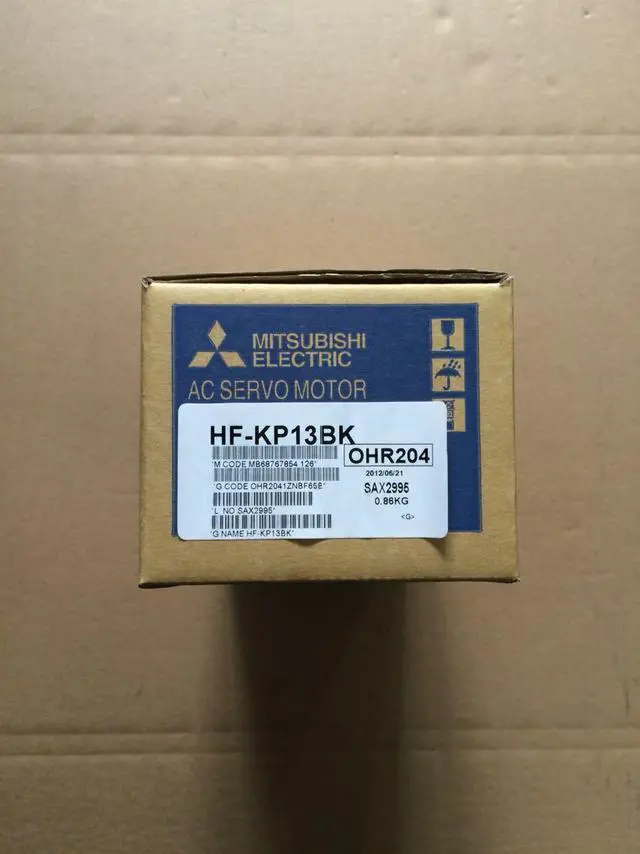 MITSUBISHI
ELECTRIC
AC SERVO MOTOR
HF-KP13BK
OHR204
'M CODE MB68767854 126'
2012/06/21
'G CODE OHR2041ZNBF65B'
SAX2995
0.86KG
'L NO SAX2995'
<G>
'G NAME HF-KP13BK'